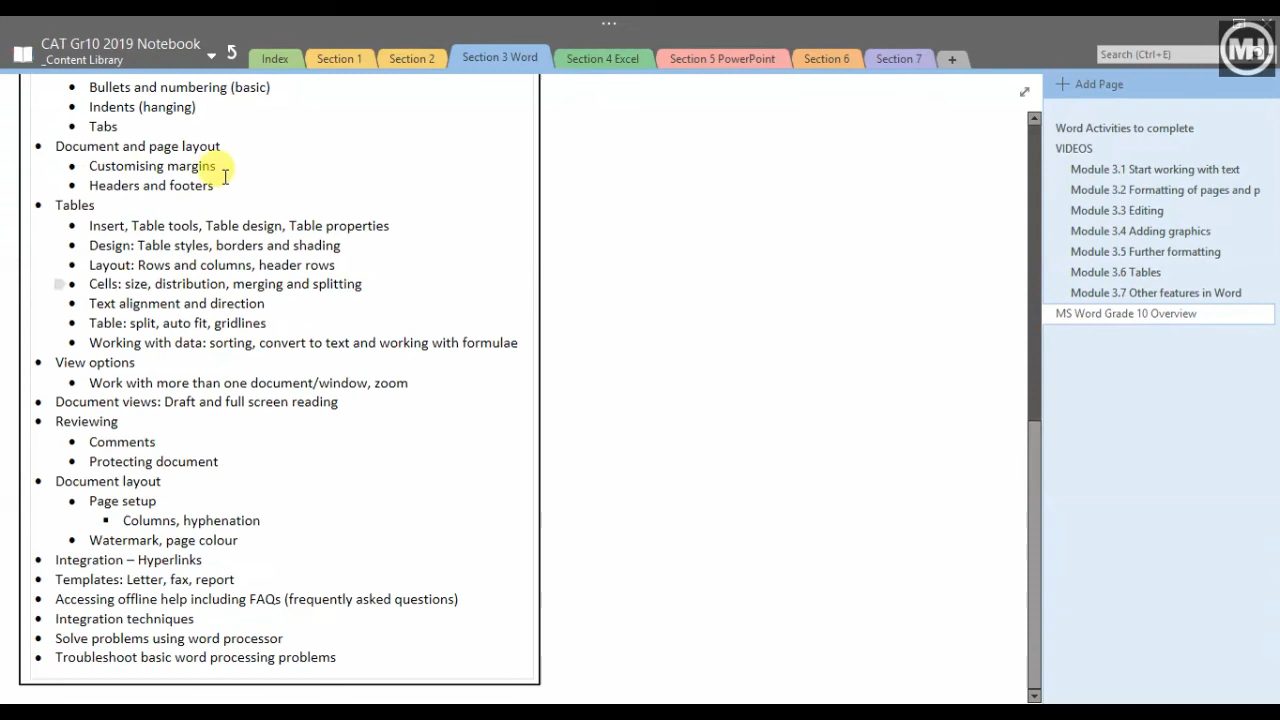 CAT Gr10 2019 Notebook
_Content Library
Index
Section 1
Section 2
Section 3 Word
Section 4 Excel
Section 5 PowerPoint
Section 6
Section 7
Search (Ctrl+E)
Bullets and numbering (basic)
Indents (hanging)
Tabs
Document and page layout
Customising margins
Headers and footers
Tables
Insert, Table tools, Table design, Table properties
Design: Table styles, borders and shading
Layout: Rows and columns, header rows
Cells: size, distribution, merging and splitting
Text alignment and direction
Table: split, auto fit, gridlines
Working with data: sorting, convert to text and working with formulae
View options
Work with more than one document/window, zoom
Document views: Draft and full screen reading
Reviewing
Comments
Protecting document
Document layout
Page setup
Columns, hyphenation
Watermark, page colour
Integration – Hyperlinks
Templates: Letter, fax, report
Accessing offline help including FAQs (frequently asked questions)
Integration techniques
Solve problems using word processor
Troubleshoot basic word processing problems
Add Page
Word Activities to complete
VIDEOS
Module 3.1 Start working with text
Module 3.2 Formatting of pages and p
Module 3.3 Editing
Module 3.4 Adding graphics
Module 3.5 Further formatting
Module 3.6 Tables
Module 3.7 Other features in Word
MS Word Grade 10 Overview